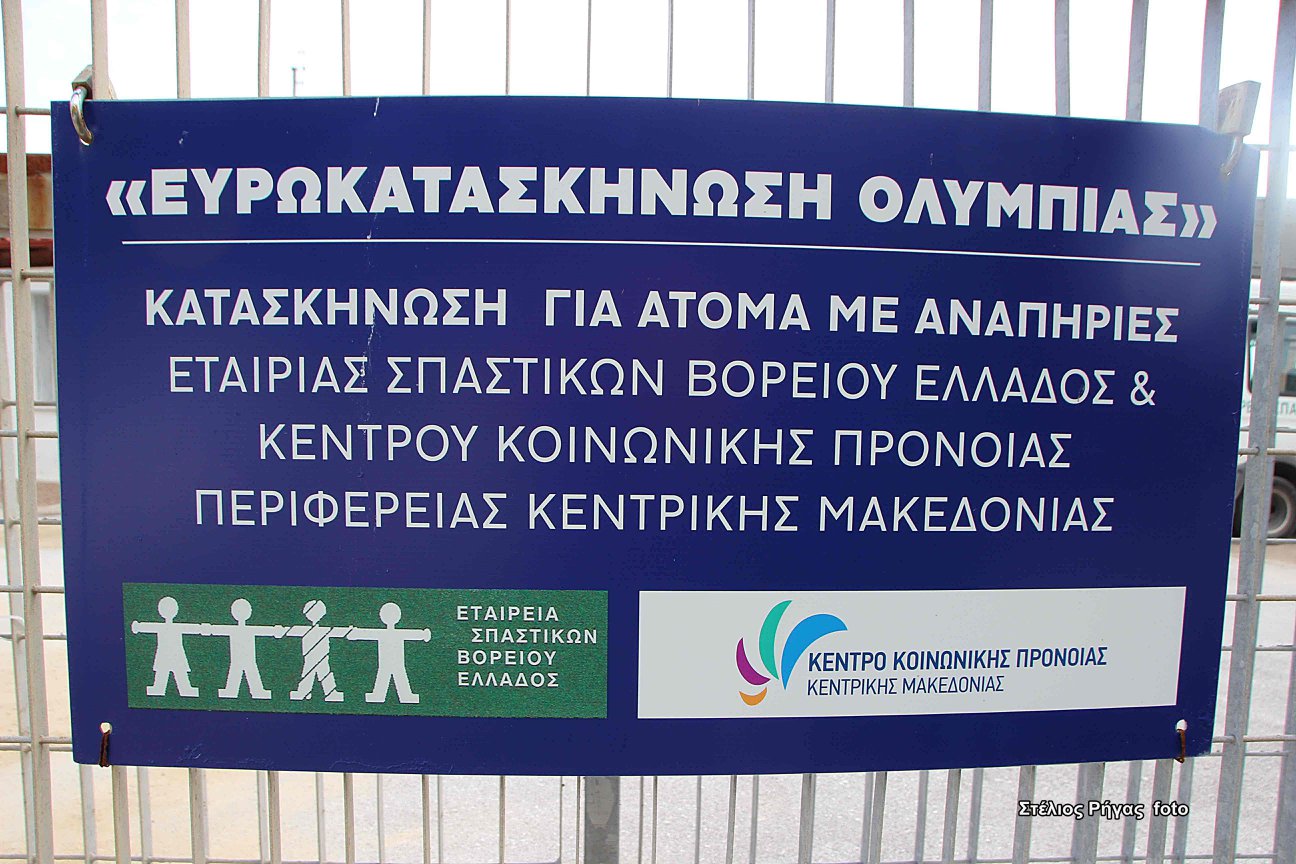 «ΕΥΡΩΚΑΤΑΣΚΗΝΩΣΗ ΟΛΥΜΠΙΑΣ»
ΚΑΤΑΣΚΗΝΩΣΗ ΓΙΑ ΑΤΟΜΑ ΜΕ ΑΝΑΠΗΡΙΕΣ
ΕΤΑΙΡΙΑΣ ΣΠΑΣΤΙΚΩΝ ΒΟΡΕΙΟΥ ΕΛΛΑΔΟΣ &
ΚΕΝΤΡΟΥ ΚΟΙΝΩΝΙΚΗΣ ΠΡΟΝΟΙΑΣ
ΠΕΡΙΦΕΡΕΙΑΣ ΚΕΝΤΡΙΚΗΣ ΜΑΚΕΔΟΝΙΑΣ
ΕΤΑΙΡΕΙΑ
ΣΠΑΣΤΙΚΩΝ
ΒΟΡΕΙΟΥ
ΕΛΛΑΔΟΣ
ΚΕΝΤΡΟ ΚΟΙΝΩΝΙΚΗΣ ΠΡΟΝΟΙΑΣ
ΚΕΝΤΡΙΚΗΣ ΜΑΚΕΔΟΝΙΑΣ
Στέλιος Ρήγας foto